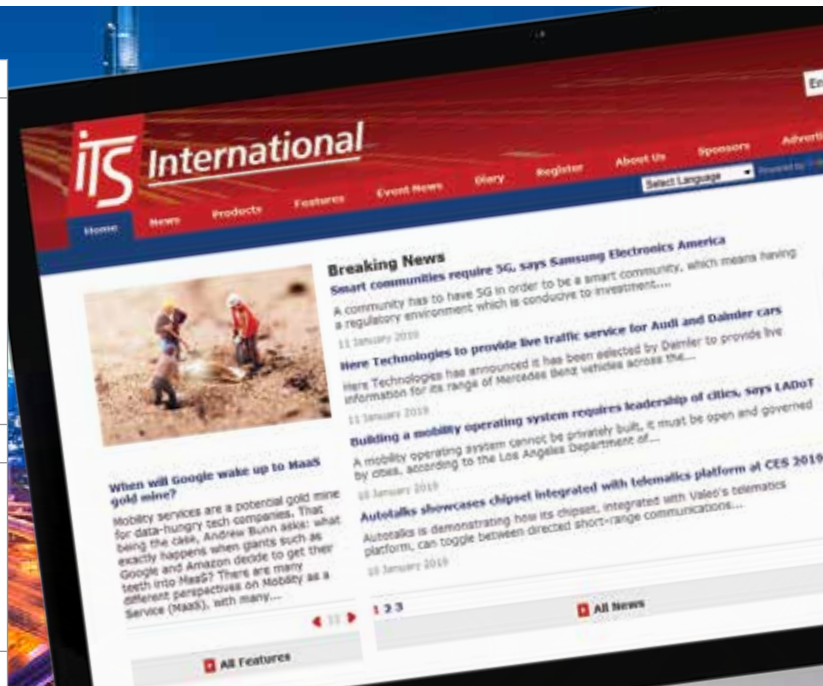 iTS International
En
Home News Products Features Event News Diary Register About Us Sponsors Adverti
Select Language
Powered by
Breaking News
Smart communities require 5G, says Samsung Electronics America
A community has to have 5G in order to be a smart community, which means having
a regulatory environment which is conducive to investment....
11 January 2019
Here Technologies to provide live traffic service for Audi and Daimler cars
Here Technologies has announced it has been selected by Daimler to provide live
information for its range of Mercedes Benz vehicles across the...
11 January 2019
Building a mobility operating system requires leadership of cities, says LADoT
A mobility operating system cannot be privately built, it must be open and governed
by cities, according to the Los Angeles Department of...
10 January 2019
Autotalks showcases chipset integrated with telematics platform at CES 2019
Autotalks is demonstrating how its chipset, integrated with Valeo's telematics
platform, can toggle between directed short-range communications...
10 January 2019
1 2 3
All News
When will Google wake up to MaaS
gold mine?
Mobility services are a potential gold mine
for data-hungry tech companies. That
being the case, Andrew Bunn asks: what
exactly happens when giants such as
Google and Amazon decide to get their
teeth into MaaS? There are many
different perspectives on Mobility as a
Service (MaaS), with many...
All Features